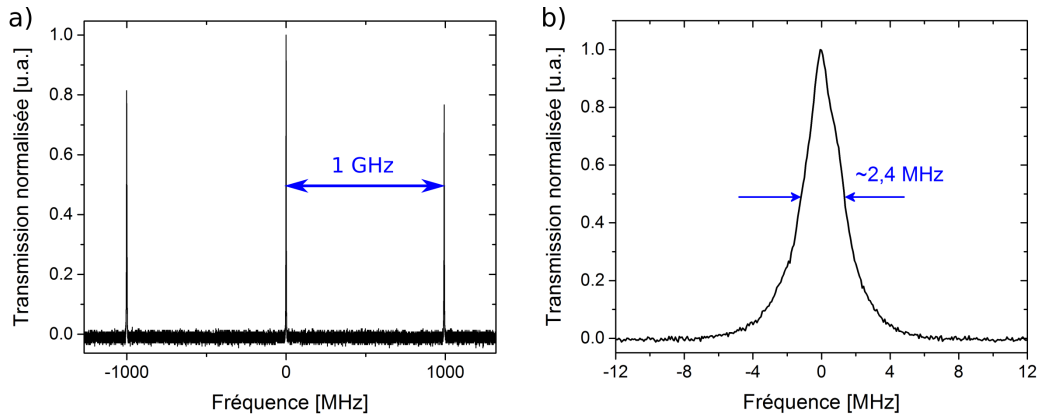 a)
Transmission normalisée [u.a.]
1.0
0.8
0.6
0.4
0.2
0.0
1 GHz
-1000
0
1000
Fréquence [MHz]
b)
Transmission normalisée [u.a.]
1.0
0.8
0.6
0.4
0.2
0.0
~2,4 MHz
-12
-8
-4
0
4
8
12
Fréquence [MHz]